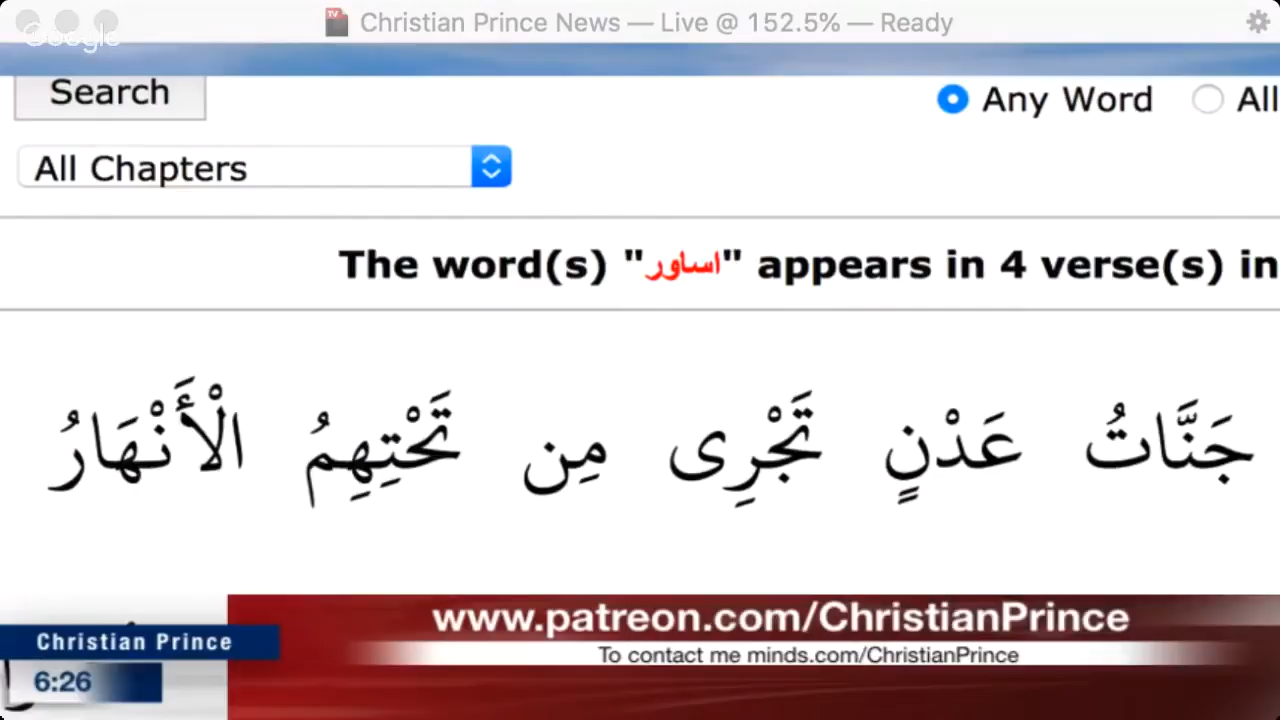 Google
Christian Prince News — Live @ 152.5% — Ready
Search
Any Word All
All Chapters
The word(s) "اساور" appears in 4 verse(s) in
جَنَّاتُ عَدْنٍ تَجْرِى مِن تَحْتِهِمُ الْأَنْهَارُ
www.patreon.com/ChristianPrince
Christian Prince
To contact me minds.com/ChristianPrince
6:26